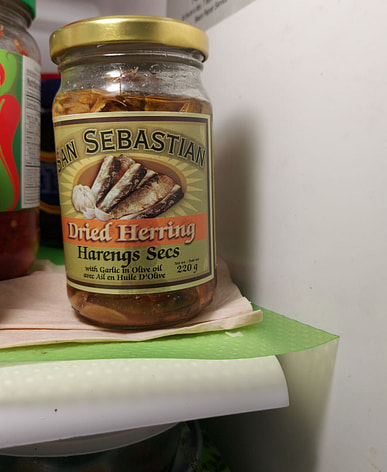 SAN SEBASTIAN
Dried Herring
Harengs Secs
with Garlic in Olive oil
avec Ail en Huile D'Olive
220 g